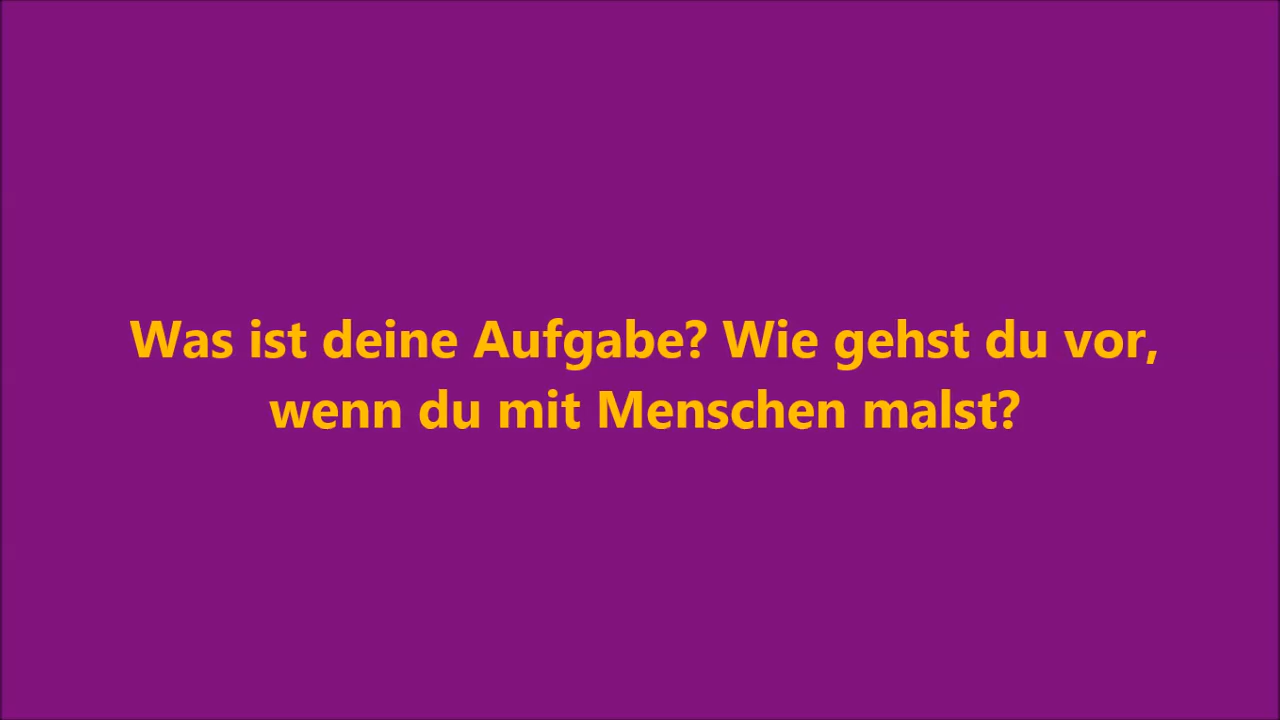 Was ist deine Aufgabe? Wie gehst du vor,
wenn du mit Menschen malst?